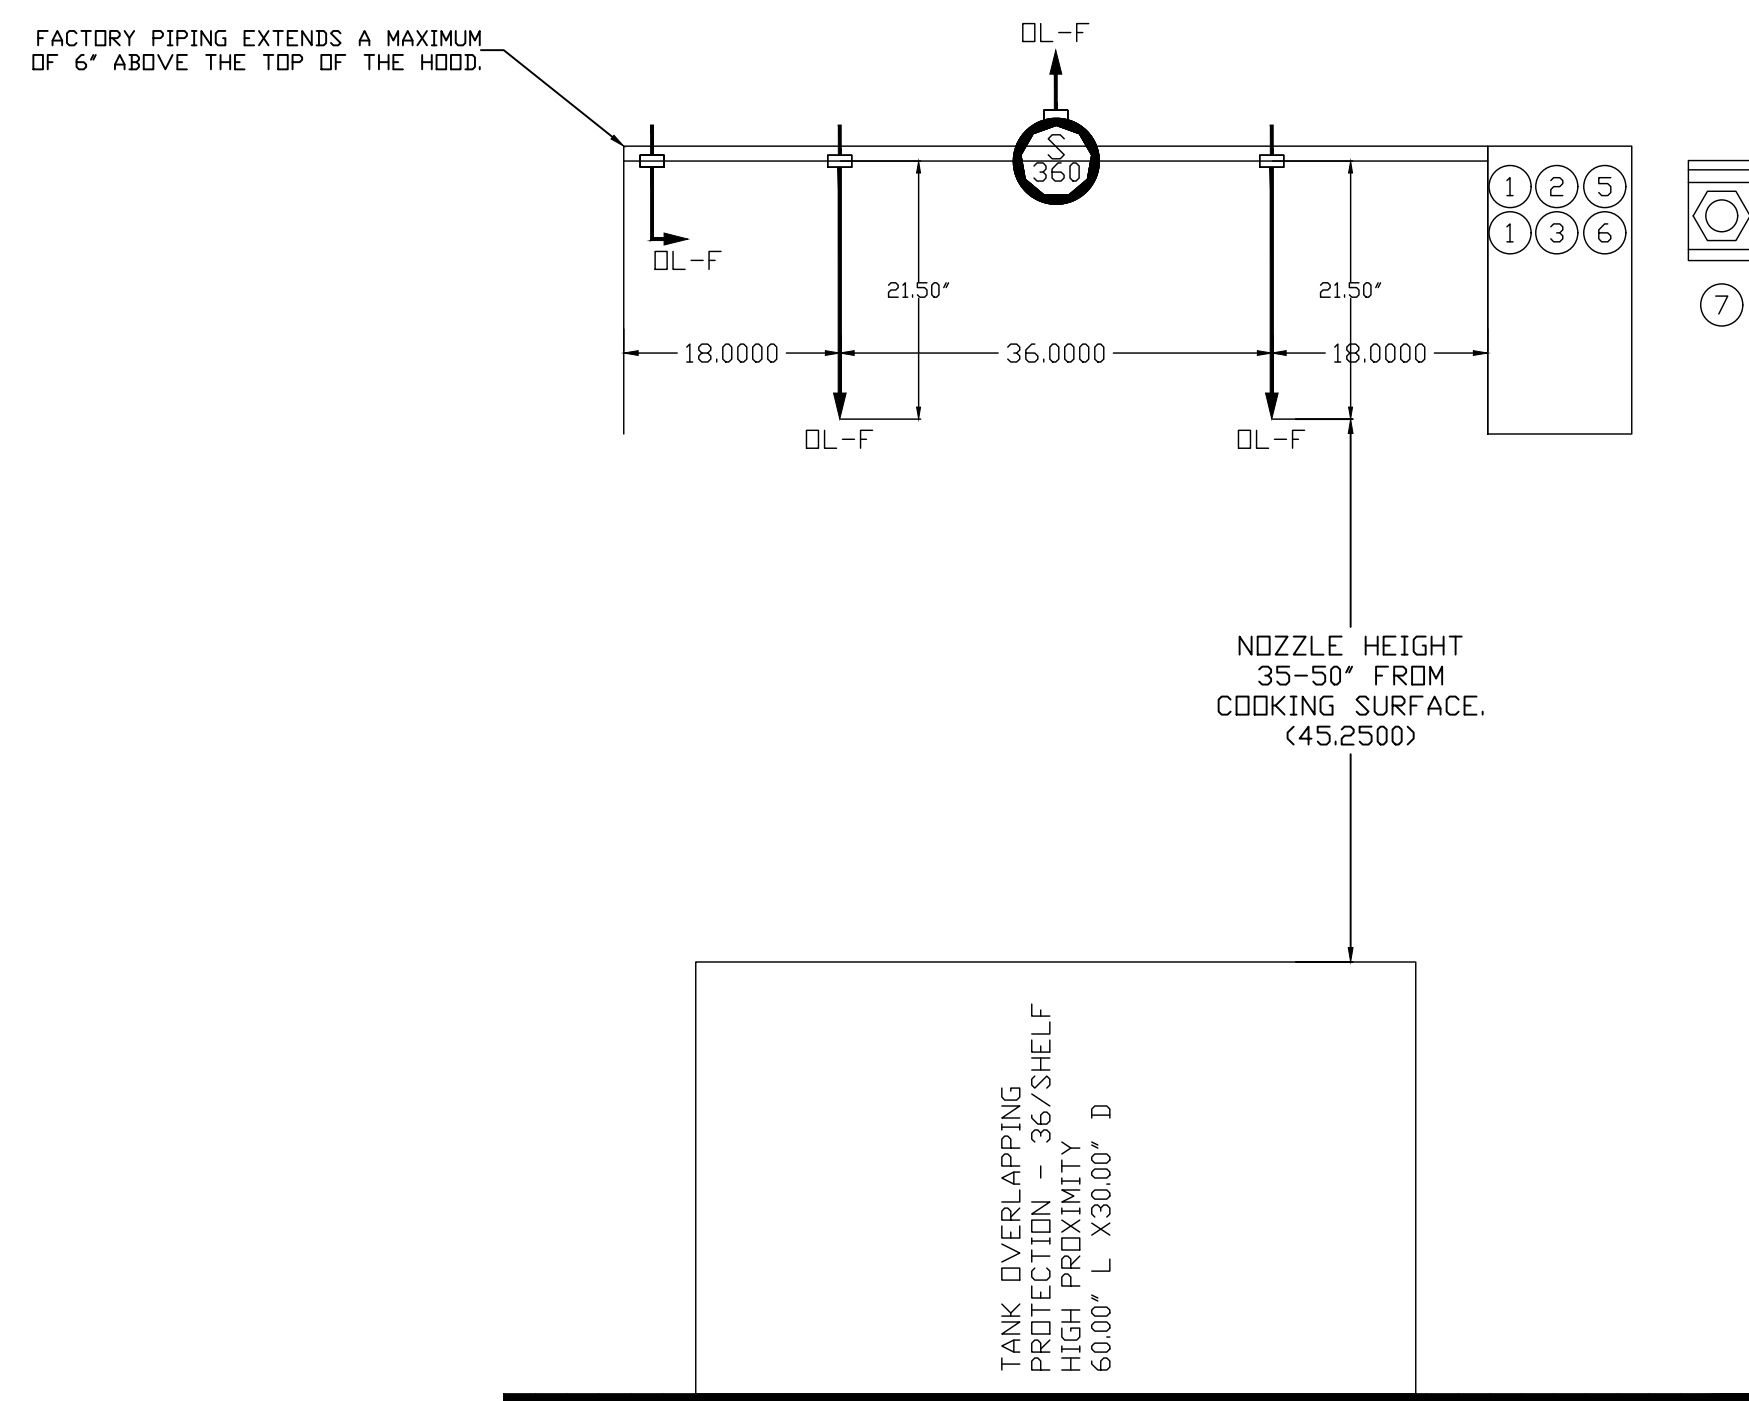 FACTORY PIPING EXTENDS A MAXIMUM
OF 6" ABOVE THE TOP OF THE HOOD.
OL-F
S
360
1 2 5
1 3 6
7
OL-F
21.50"
21.50"
18.0000
36.0000
18.0000
OL-F
OL-F
NOZZLE HEIGHT
35-50" FROM
COOKING SURFACE.
(45.2500)
TANK OVERLAPPING
PROTECTION - 36/SHELF
HIGH PROXIMITY
60.00" L X30.00" D